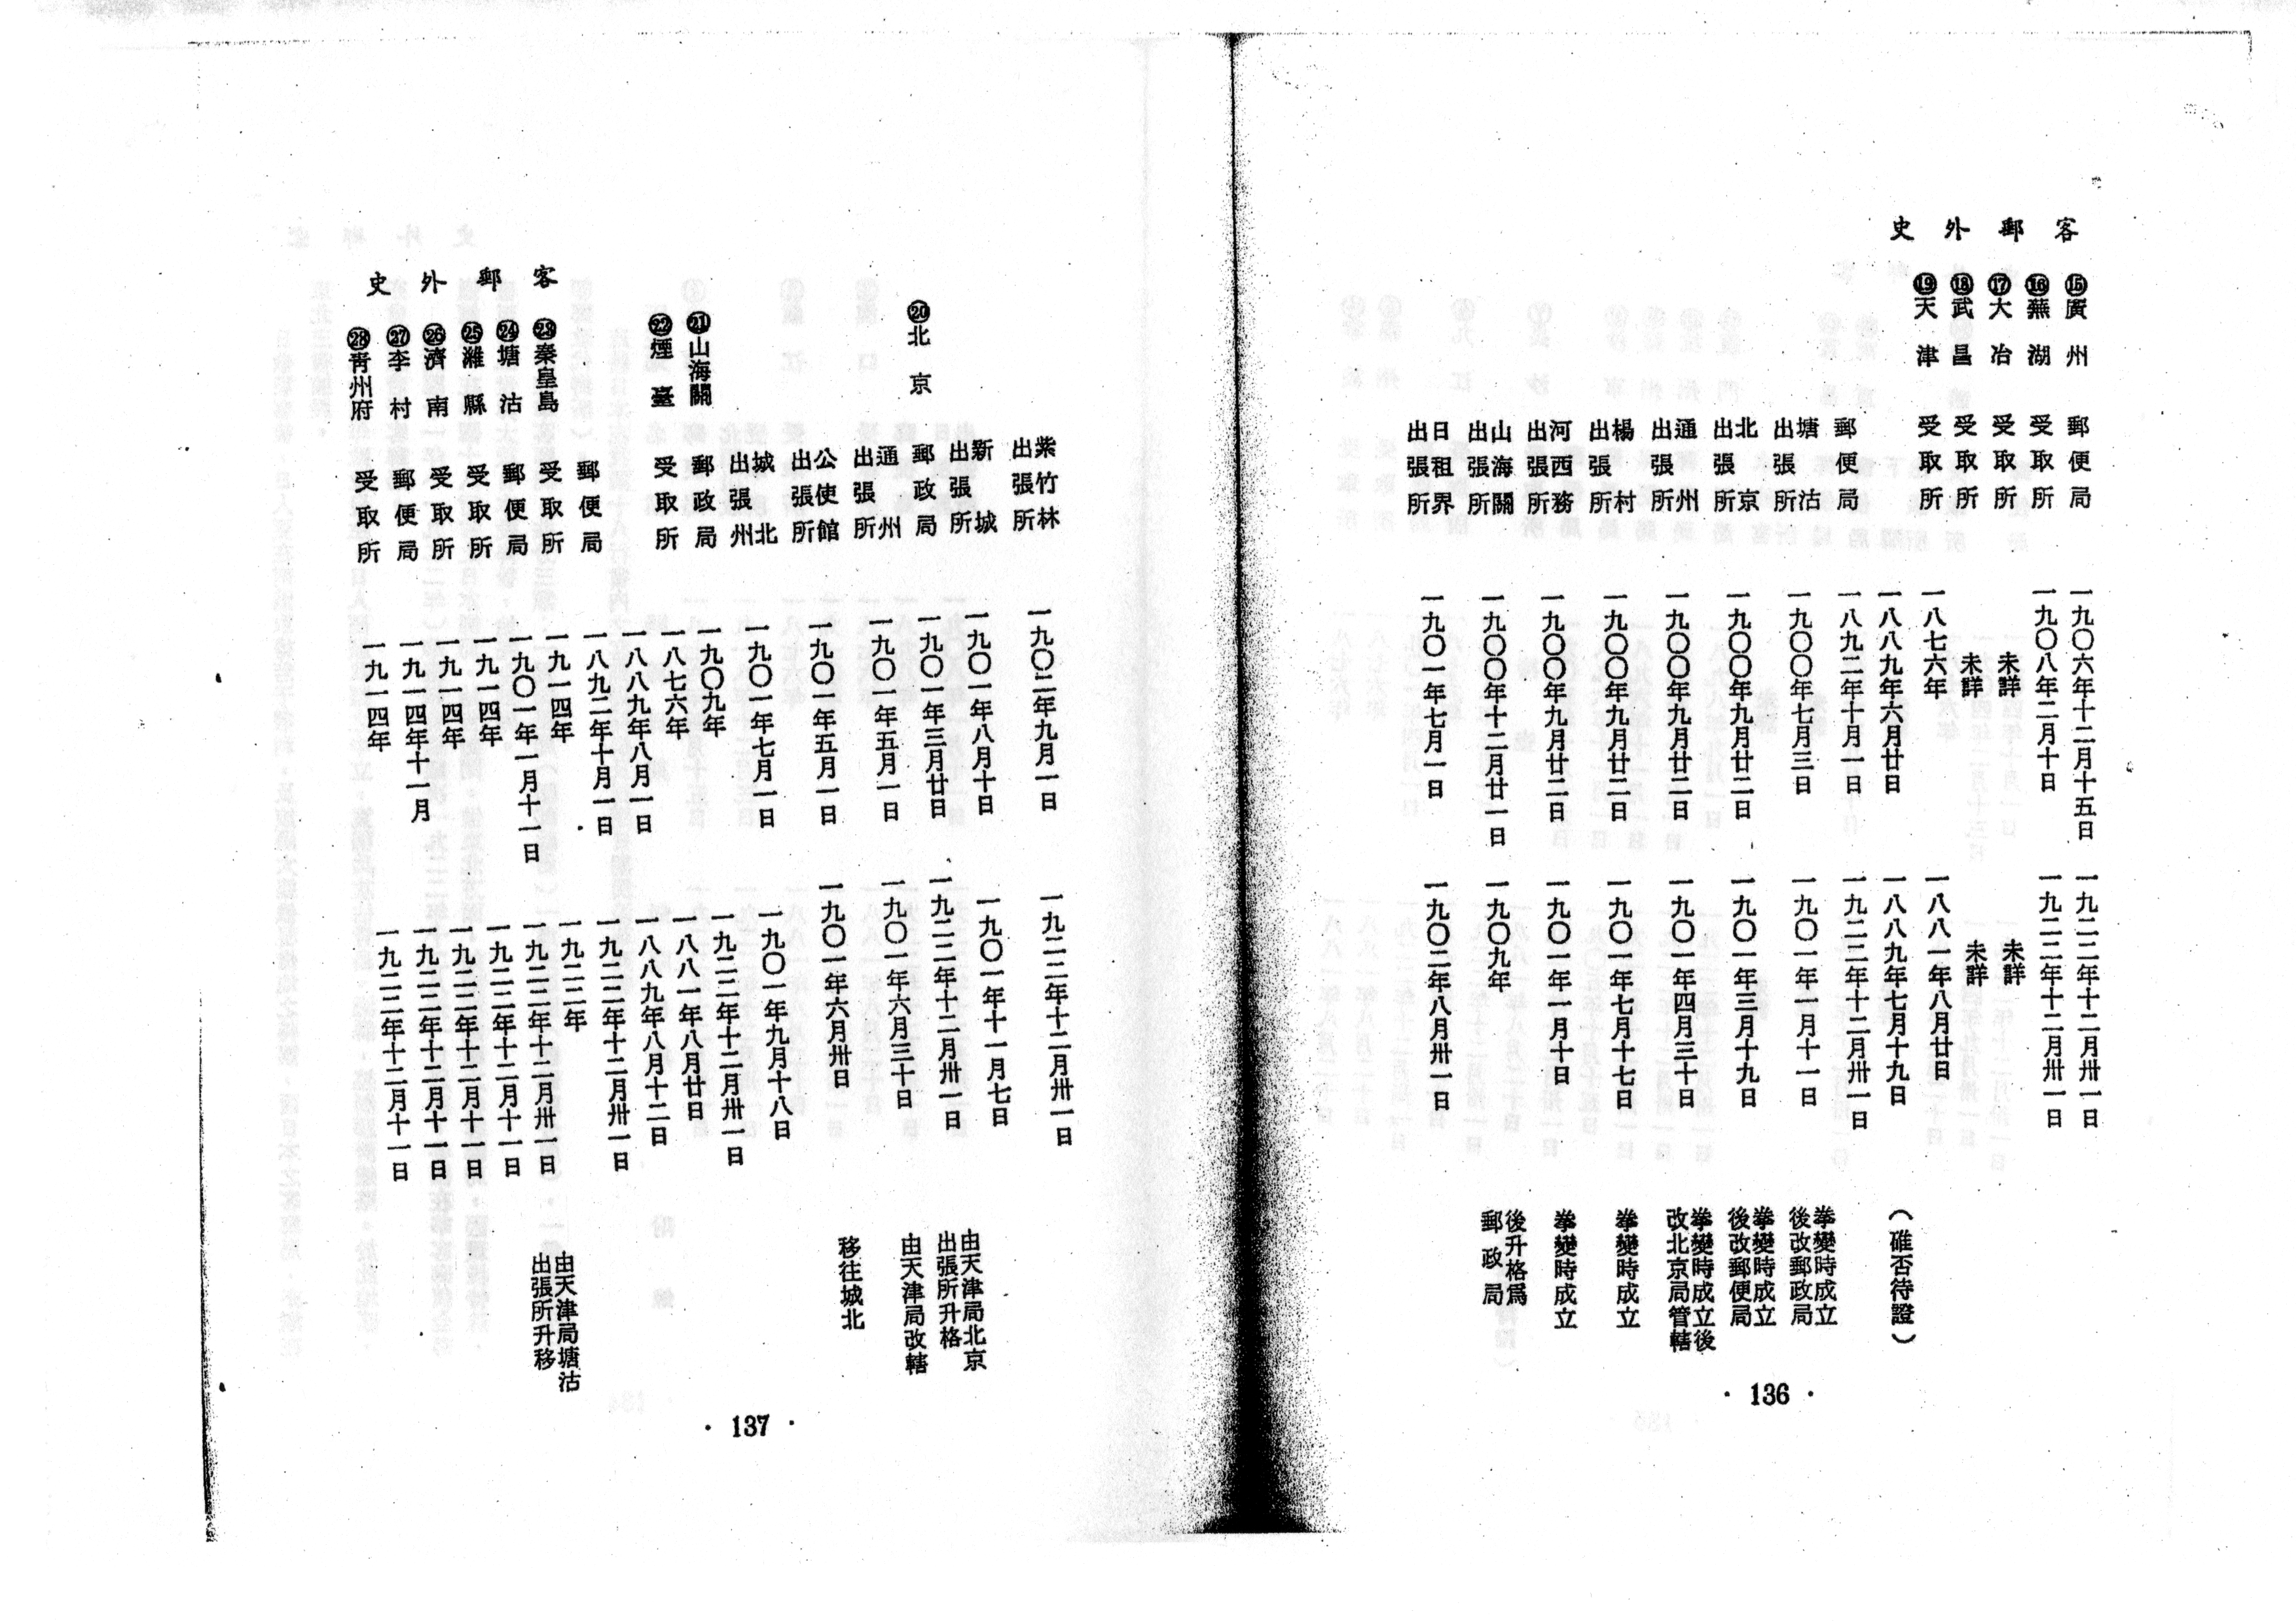 客郵外史
⑮廣州 郵便局 一九〇六年十二月十五日 一九二二年十二月卅一日
⑯蕪湖 受取所 一九〇八年二月十日 一九二二年十二月卅一日
⑰大冶 受取所 未詳 未詳
⑱武昌 受取所 未詳 未詳
⑲天津 受取所 一八七六年 一八八一年八月廿日
一八八九年六月廿日 一八八九年七月十九日 （碓否待證）
郵便局 一八九二年十月一日 一九二二年十二月卅一日
塘沽出張所 一九〇〇年七月三日 一九〇一年一月十一日 拳變時成立後改郵政局
北京出張所 一九〇〇年九月廿二日 一九〇一年三月十九日 拳變時成立後改郵便局
通州出張所 一九〇〇年九月廿二日 一九〇一年四月三十日 拳變時成立後改北京局管轄
楊村出張所 一九〇〇年九月廿二日 一九〇一年七月十七日 拳變時成立
河西務出張所 一九〇〇年九月廿二日 一九〇一年一月十日 拳變時成立
山海關出張所 一九〇〇年十二月廿一日 一九〇九年 後升格爲郵政局
日租界出張所 一九〇一年七月一日 一九〇二年八月卅一日
· 136 ·
紫竹林出張所 一九〇二年九月一日 一九二二年十二月卅一日
新城出張所 一九〇一年八月十日 一九〇一年十一月七日
⑳北京 郵政局 一九〇一年三月廿日 一九二二年十二月卅一日 由天津局北京出張所升格
通州出張所 一九〇一年五月一日 一九〇一年六月三十日 由天津局改轄
公使館出張所 一九〇一年五月一日 一九〇一年六月卅日 移往城北
城北出張州 一九〇一年七月一日 一九〇一年九月十八日
㉑山海關 郵政局 一九〇九年 一九二二年十二月卅一日
㉒煙臺 受取所 一八七六年 一八八一年八月廿日
一八八九年八月一日 一八八九年八月十二日
郵便局 一八九二年十月一日 一九二二年十二月卅一日
客郵外史
㉓秦皇島 受取所 一九一四年 一九二二年
㉔塘沽 郵便局 一九〇一年一月十一日 一九二二年十二月卅一日 由天津局塘沽出張所升移
㉕濰縣 受取所 一九一四年 一九二二年十二月十一日
㉖濟南 受取所 一九一四年 一九二二年十二月十一日
㉗李村 郵便局 一九一四年十一月 一九二二年十二月十一日
㉘靑州府 受取所 一九一四年 一九二二年十二月十一日
· 137 ·